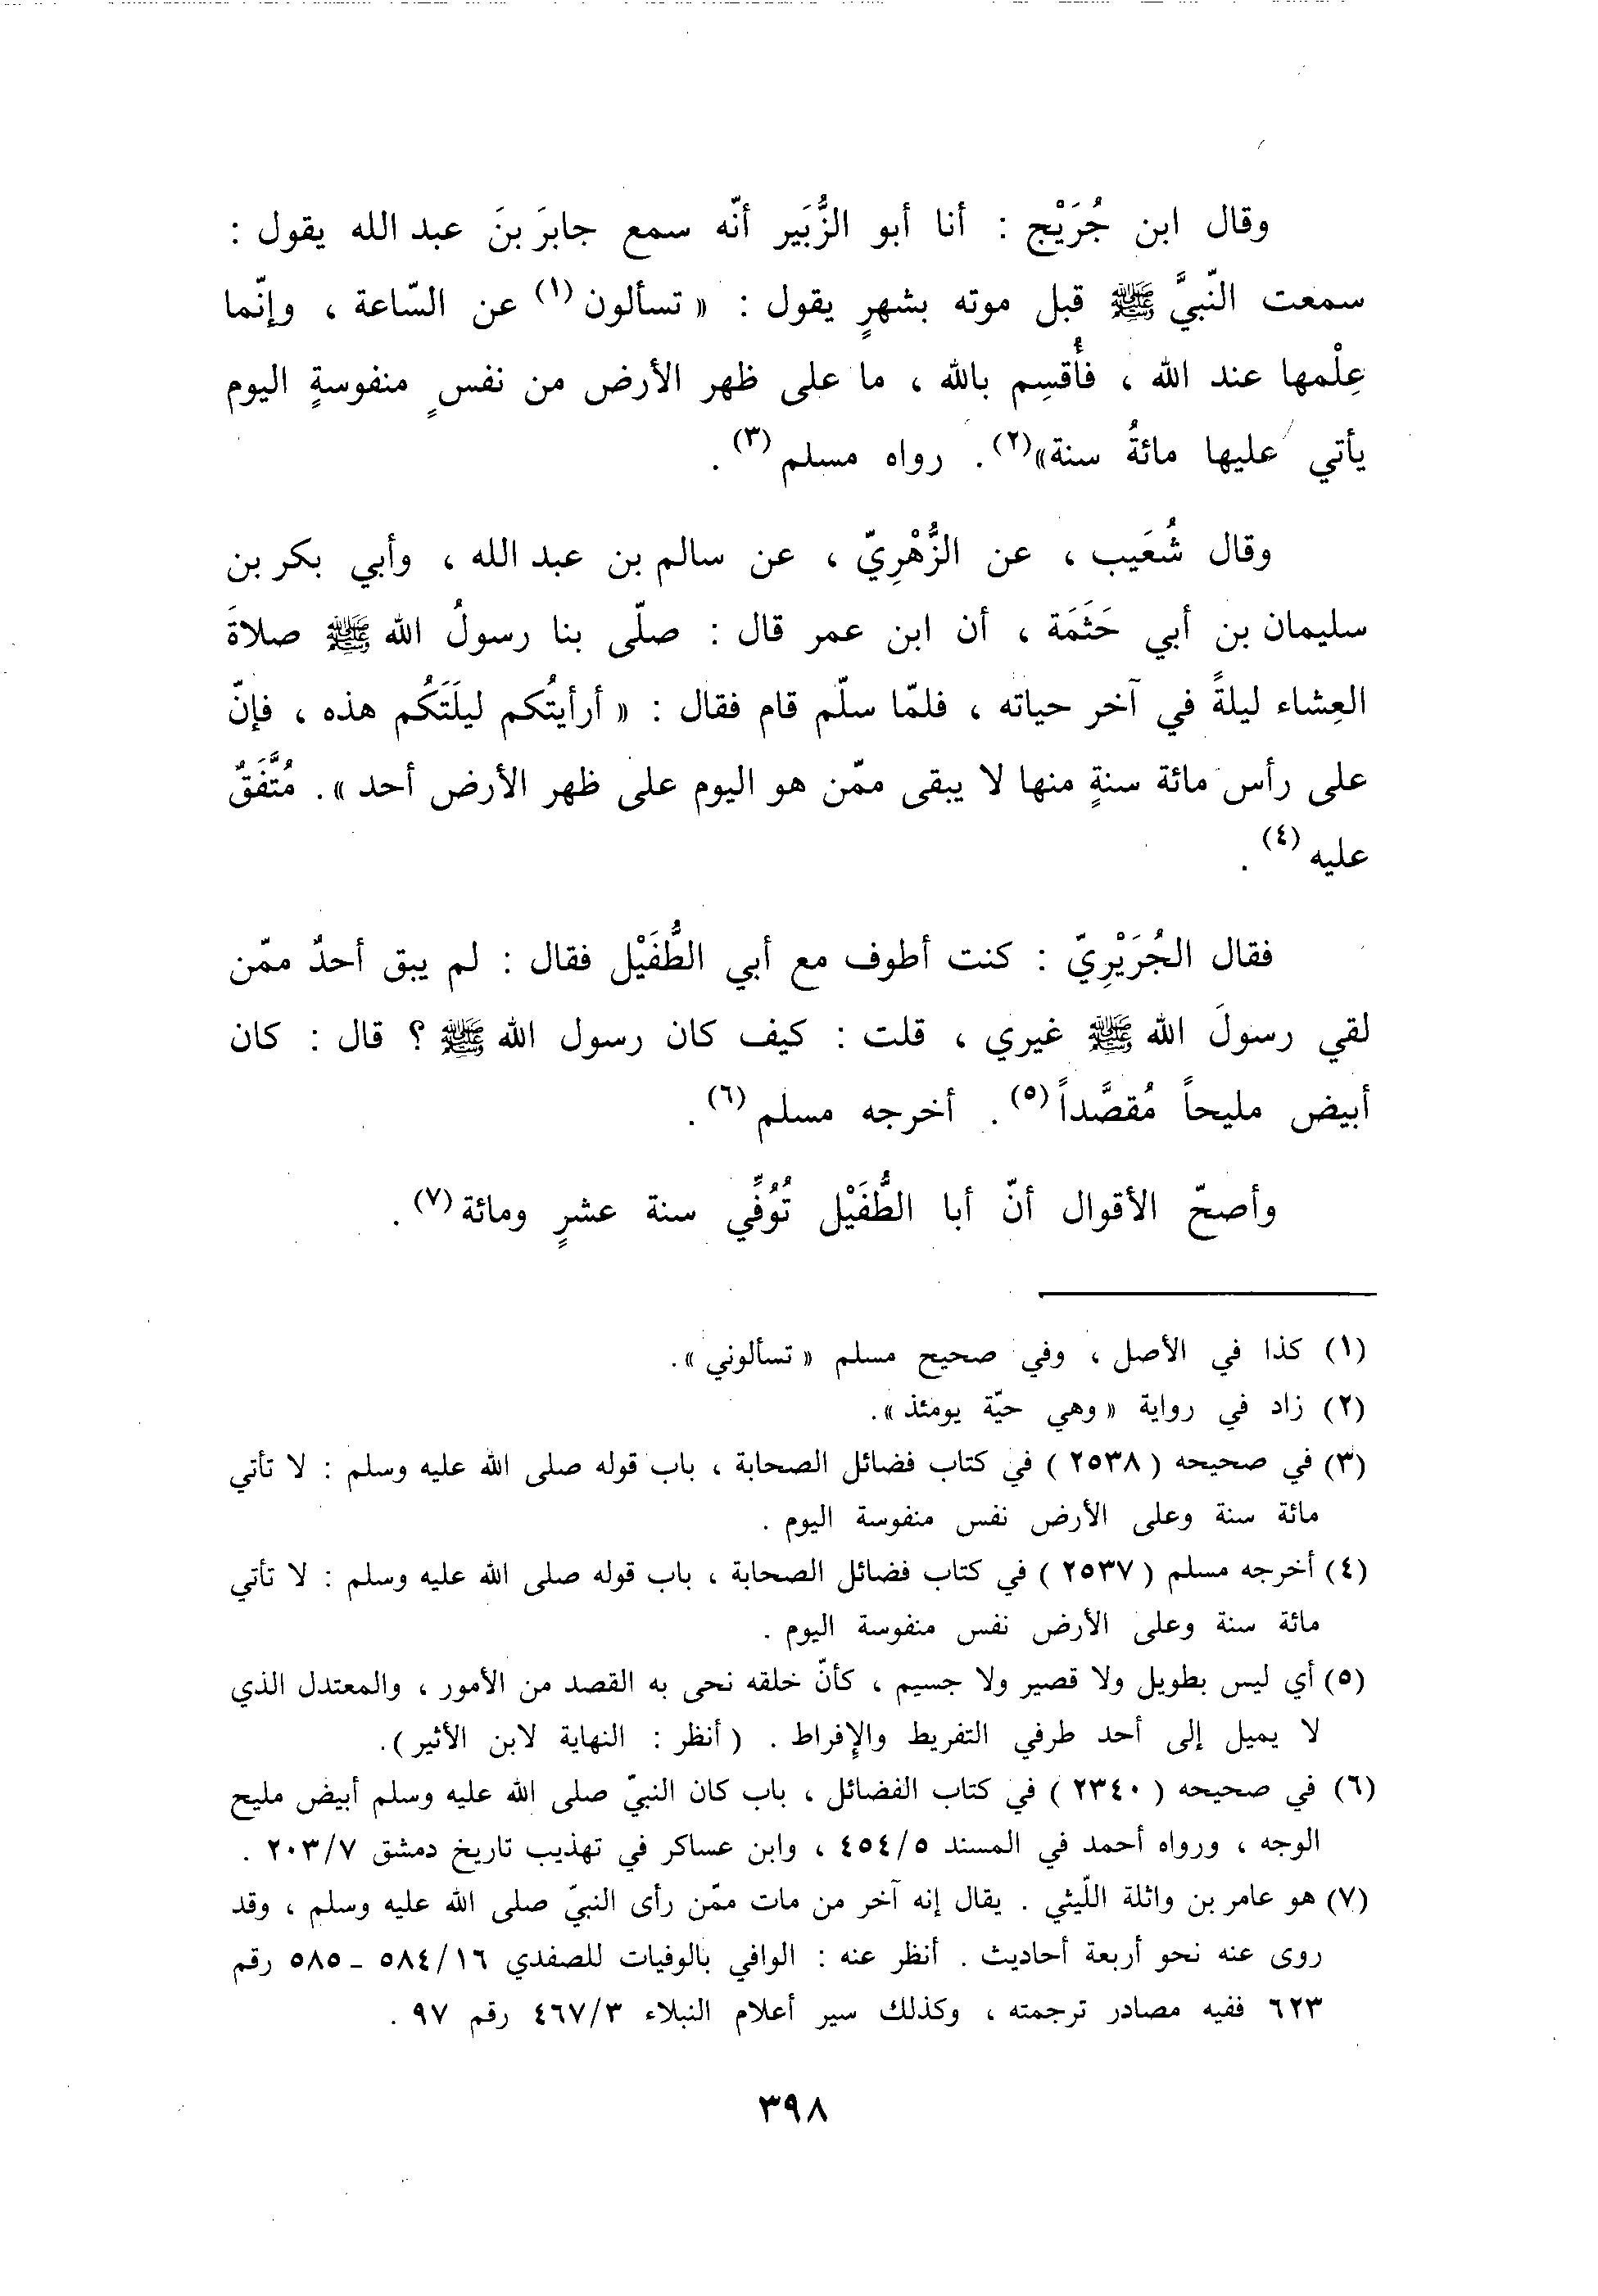 وقال ابن جُرَيْج : أنا أبو الزُّبَير أنّه سمع جابرَ بنَ عبد الله يقول :
سمعت النّبيَّ ﷺ قبل موته بشهرٍ يقول : « تسألون (١) عن السّاعة ، وإنّما
عِلْمها عند الله ، فأُقسِم بالله ، ما على ظهر الأرض من نفسٍ منفوسةٍ اليوم
يأتي عليها مائةُ سنة»(٢). رواه مسلم (٣) .
وقال شُعَيب ، عن الزُّهْرِيّ ، عن سالم بن عبد الله ، وأبي بكر بن
سليمان بن أبي حَثَمَة ، أن ابن عمر قال : صلّى بنا رسولُ الله ﷺ صلاةَ
العِشاء ليلةً في آخر حياته ، فلمّا سلّم قام فقال : « أرأيتُكم ليلَتَكُم هذه ، فإنّ
على رأس مائة سنةٍ منها لا يبقى ممّن هو اليوم على ظهر الأرض أحد ». مُتَّفَقٌ
عليه (٤) .
فقال الجُرَيْرِيّ : كنت أطوف مع أبي الطُّفَيْل فقال : لم يبق أحدٌ ممّن
لقي رسولَ الله ﷺ غيري ، قلت : كيف كان رسول الله ﷺ ؟ قال : كان
أبيض مليحاً مُقصَّداً (٥) . أخرجه مسلم (٦) .
وأصحّ الأقوال أنّ أبا الطُّفَيْل تُوُفِّي سنة عشرٍ ومائة (٧) .
(١) كذا في الأصل ، وفي صحيح مسلم « تسألوني ».
(٢) زاد في رواية « وهي حيّة يومئذ ».
(٣) في صحيحه ( ٢٥٣٨ ) في كتاب فضائل الصحابة ، باب قوله صلى الله عليه وسلم : لا تأتي
مائة سنة وعلى الأرض نفس منفوسة اليوم .
(٤) أخرجه مسلم ( ٢٥٣٧ ) في كتاب فضائل الصحابة ، باب قوله صلى الله عليه وسلم : لا تأتي
مائة سنة وعلى الأرض نفس منفوسة اليوم .
(٥) أي ليس بطويل ولا قصير ولا جسيم ، كأنّ خلقه نحى به القصد من الأمور ، والمعتدل الذي
لا يميل إلى أحد طرفي التفريط والإفراط . ( أنظر : النهاية لابن الأثير ).
(٦) في صحيحه ( ٢٣٤٠ ) في كتاب الفضائل ، باب كان النبيّ صلى الله عليه وسلم أبيض مليح
الوجه ، ورواه أحمد في المسند ٤٥٤/٥ ، وابن عساكر في تهذيب تاريخ دمشق ٢٠٣/٧ .
(٧) هو عامر بن واثلة اللّيثي . يقال إنه آخر من مات ممّن رأى النبيّ صلى الله عليه وسلم ، وقد
روى عنه نحو أربعة أحاديث . أنظر عنه : الوافي بالوفيات للصفدي ٥٨٤/١٦ ـ ٥٨٥ رقم
٦٢٣ ففيه مصادر ترجمته ، وكذلك سير أعلام النبلاء ٤٦٧/٣ رقم ٩٧ .
٣٩٨